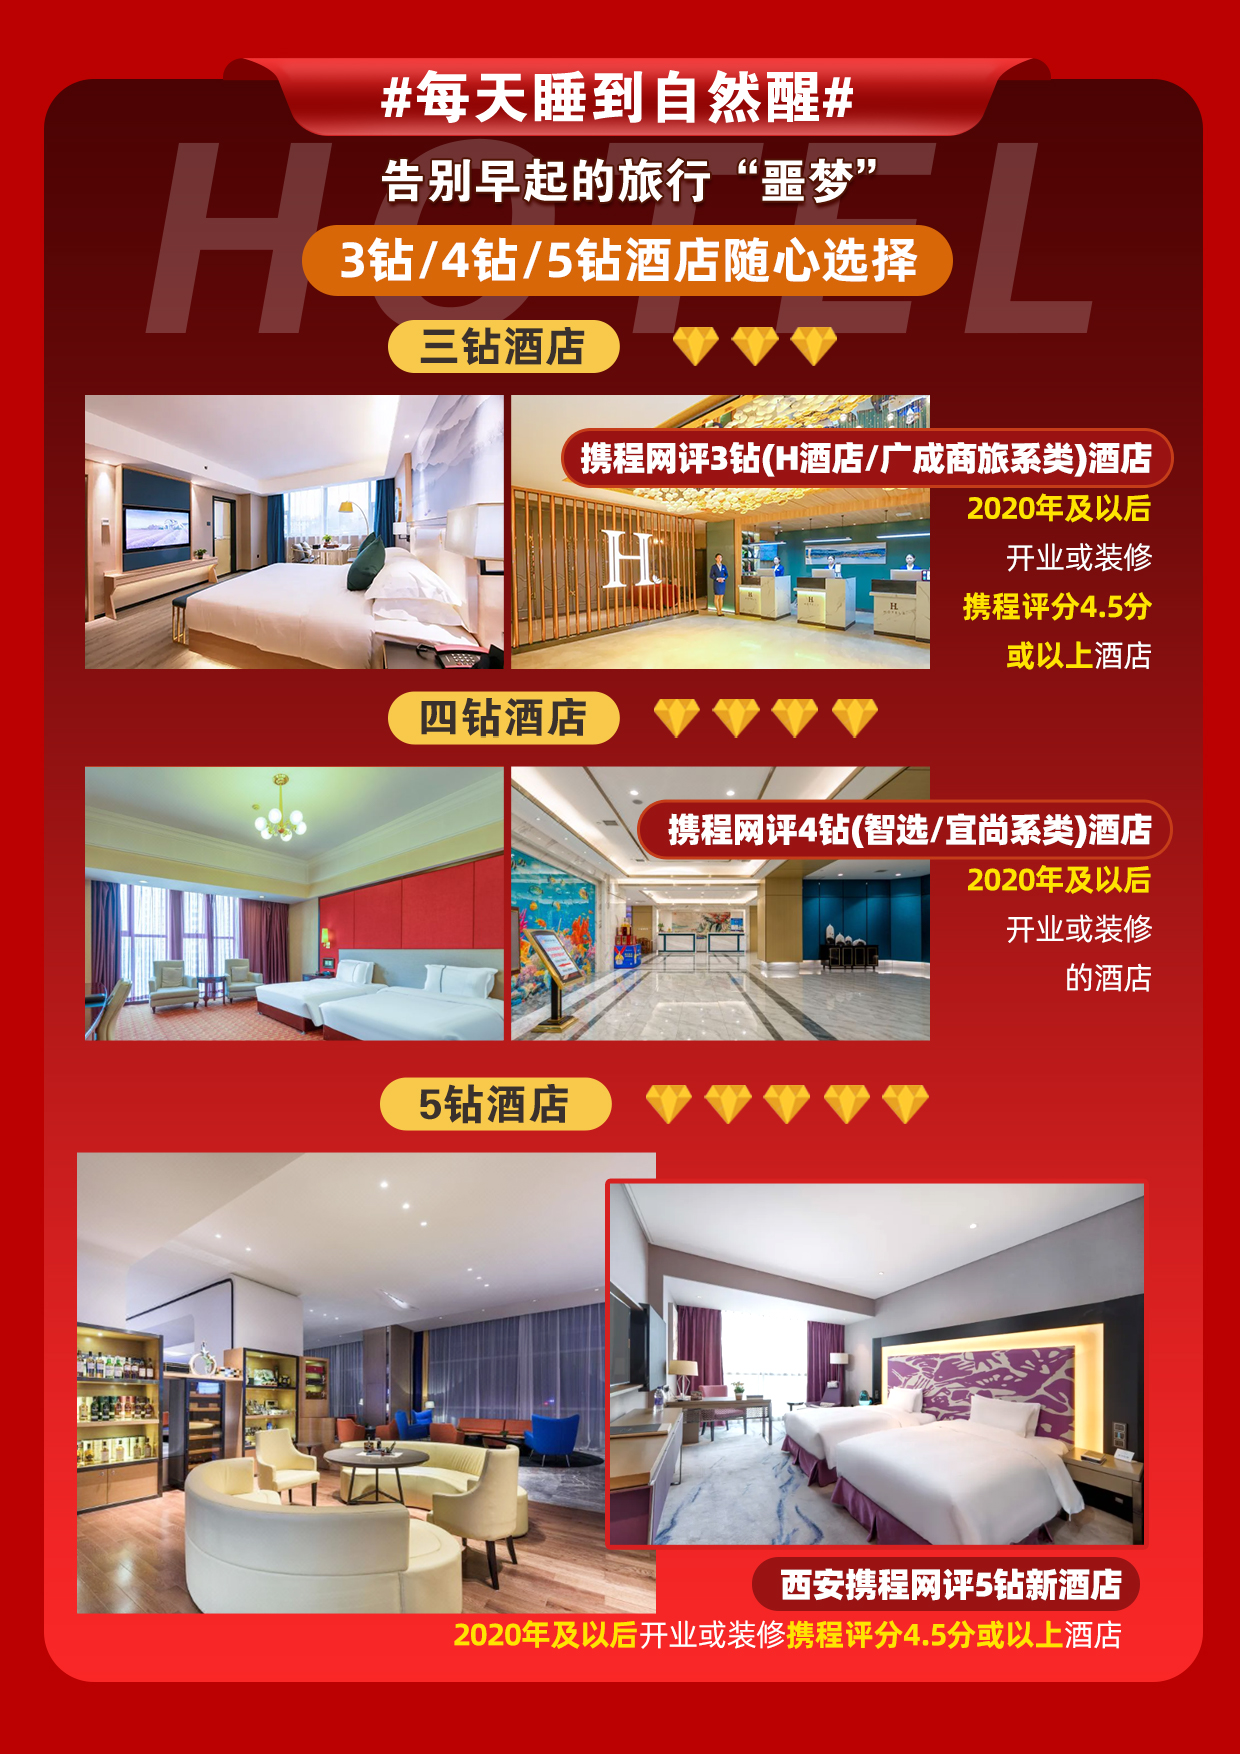 #每天睡到自然醒#
HOTEL
告别早起的旅行“噩梦”
3钻/4钻/5钻酒店随心选择
三钻酒店
携程网评3钻(H酒店/广成商旅系类)酒店
2020年及以后
开业或装修
携程评分4.5分
或以上酒店
H
四钻酒店
携程网评4钻(智选/宜尚系类)酒店
2020年及以后
开业或装修
的酒店
5钻酒店
西安携程网评5钻新酒店
2020年及以后开业或装修携程评分4.5分或以上酒店